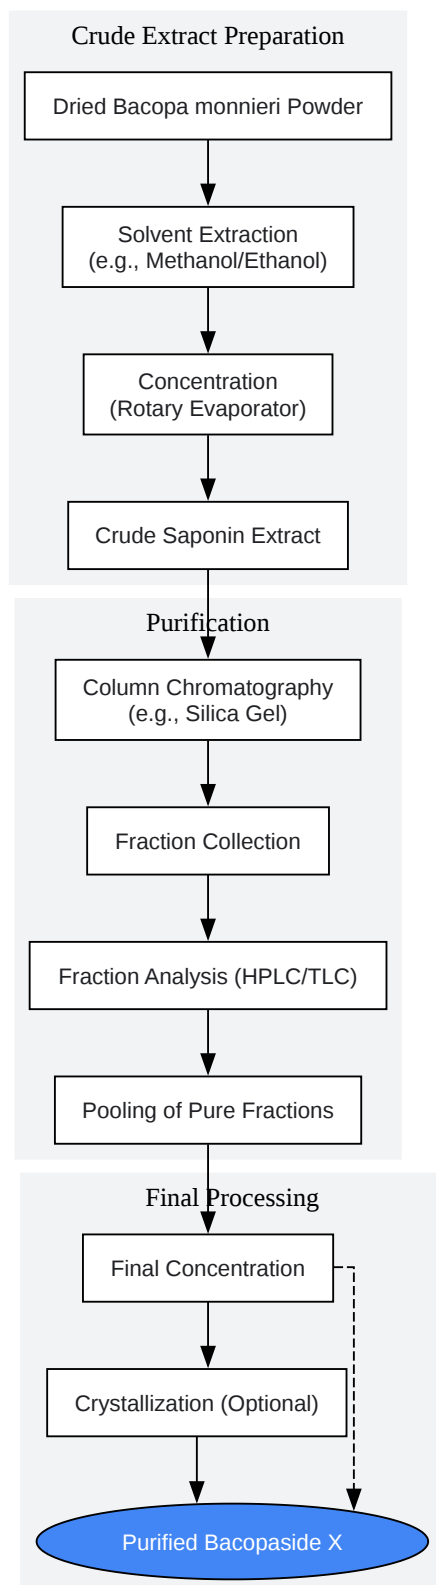 Crude Extract Preparation
Dried Bacopa monnieri Powder
Solvent Extraction
(e.g., Methanol/Ethanol)
Concentration
(Rotary Evaporator)
Crude Saponin Extract
Purification
Column Chromatography
(e.g., Silica Gel)
Fraction Collection
Fraction Analysis (HPLC/TLC)
Pooling of Pure Fractions
Final Processing
Final Concentration
Crystallization (Optional)
Purified Bacopaside X